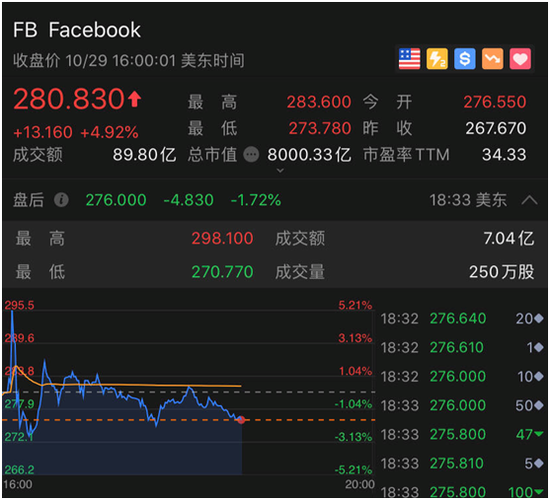 FB Facebook
收盘价 10/29 16:00:01 美东时间
280.830
最高 283.600 今开 276.550
+13.160 +4.92% 最低 273.780 昨收 267.670
成交额 89.80亿 总市值 8000.33亿 市盈率TTM 34.33
盘后 276.000 -4.830 -1.72% 18:33 美东
最高 298.100 成交额 7.04亿
最低 270.770 成交量 250万股
295.5 5.21%
289.6 3.13%
283.8 1.04%
277.9 -1.04%
272.1 -3.13%
266.2 -5.21%
16:00 20:00
18:32 276.640 20
18:32 276.610 1
18:32 276.000 10
18:33 276.000 50
18:33 275.800 47
18:33 275.810 5
18:33 275.800 100